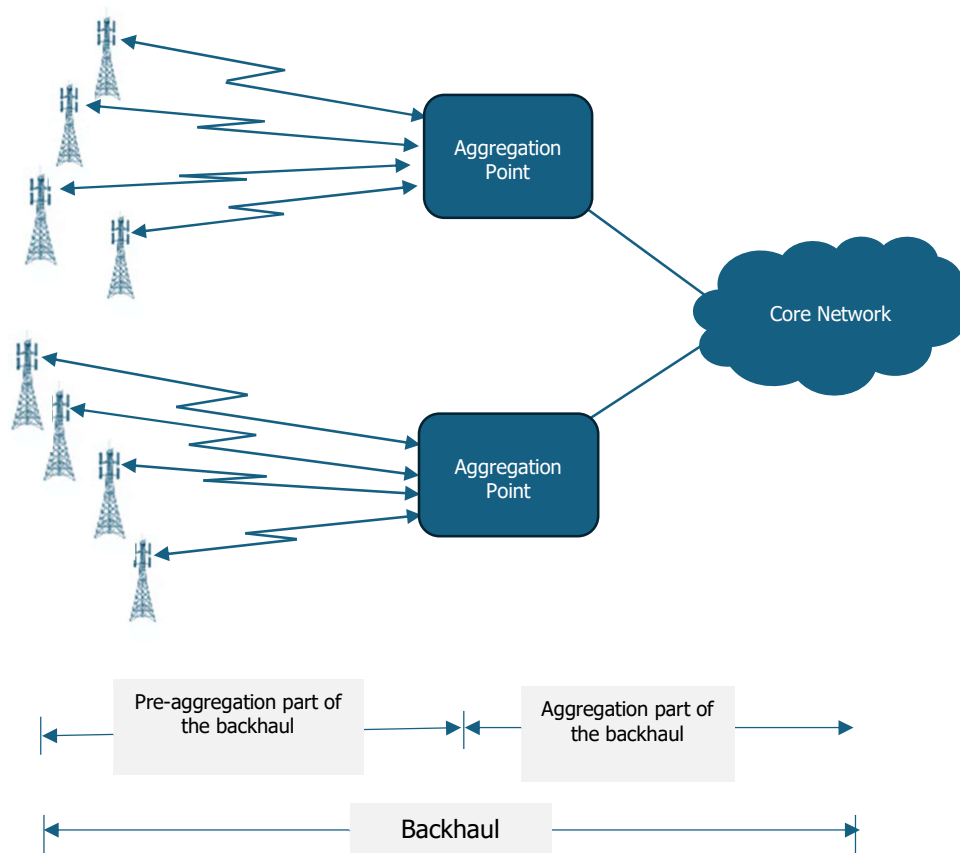 Aggregation
Point
Core Network
Aggregation
Point
Pre-aggregation part of
the backhaul
Aggregation part of
the backhaul
Backhaul